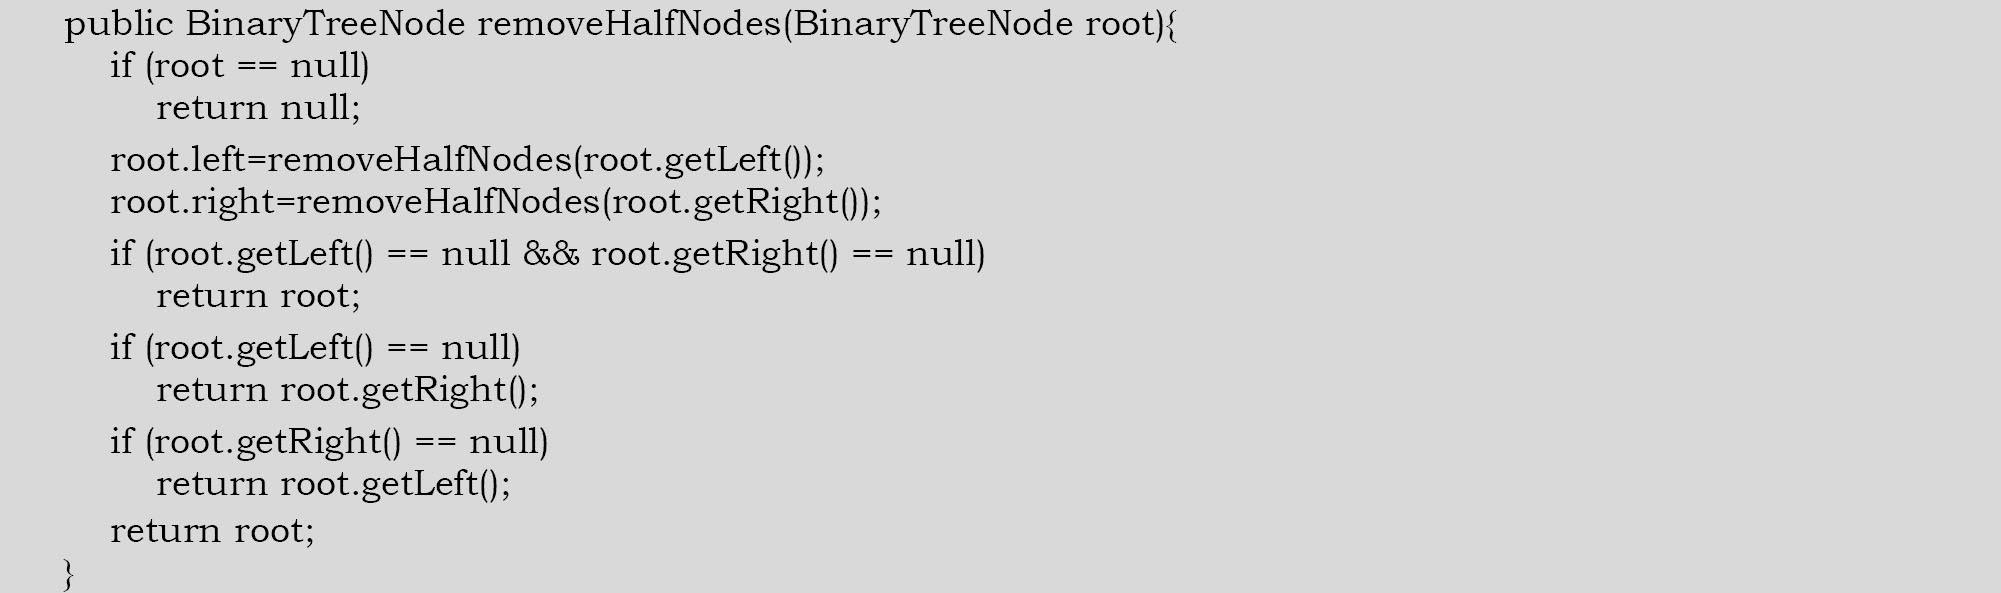 public BinaryTreeNode removeHalfNodes(BinaryTreeNode root){
if (root == null)
return null;
root.left=removeHalfNodes(root.getLeft());
root.right=removeHalfNodes(root.getRight());
if (root.getLeft() == null && root.getRight() == null)
return root;
if (root.getLeft() == null)
return root.getRight();
if (root.getRight() == null)
return root.getLeft();
return root;
}